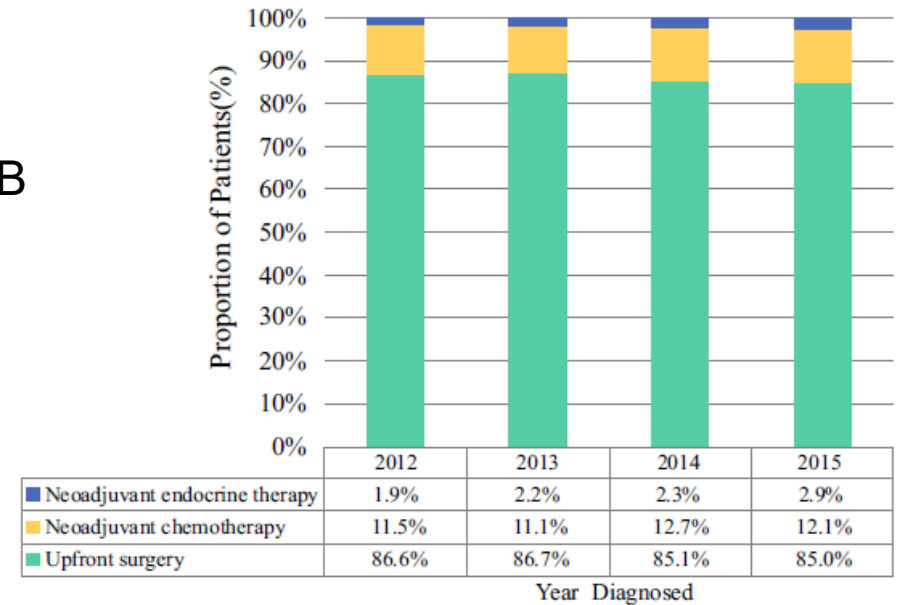 B
Proportion of Patients(%)
100%
90%
80%
70%
60%
50%
40%
30%
20%
10%
0%
2012 2013 2014 2015
Neoadjuvant endocrine therapy 1.9% 2.2% 2.3% 2.9%
Neoadjuvant chemotherapy 11.5% 11.1% 12.7% 12.1%
Upfront surgery 86.6% 86.7% 85.1% 85.0%
Year Diagnosed